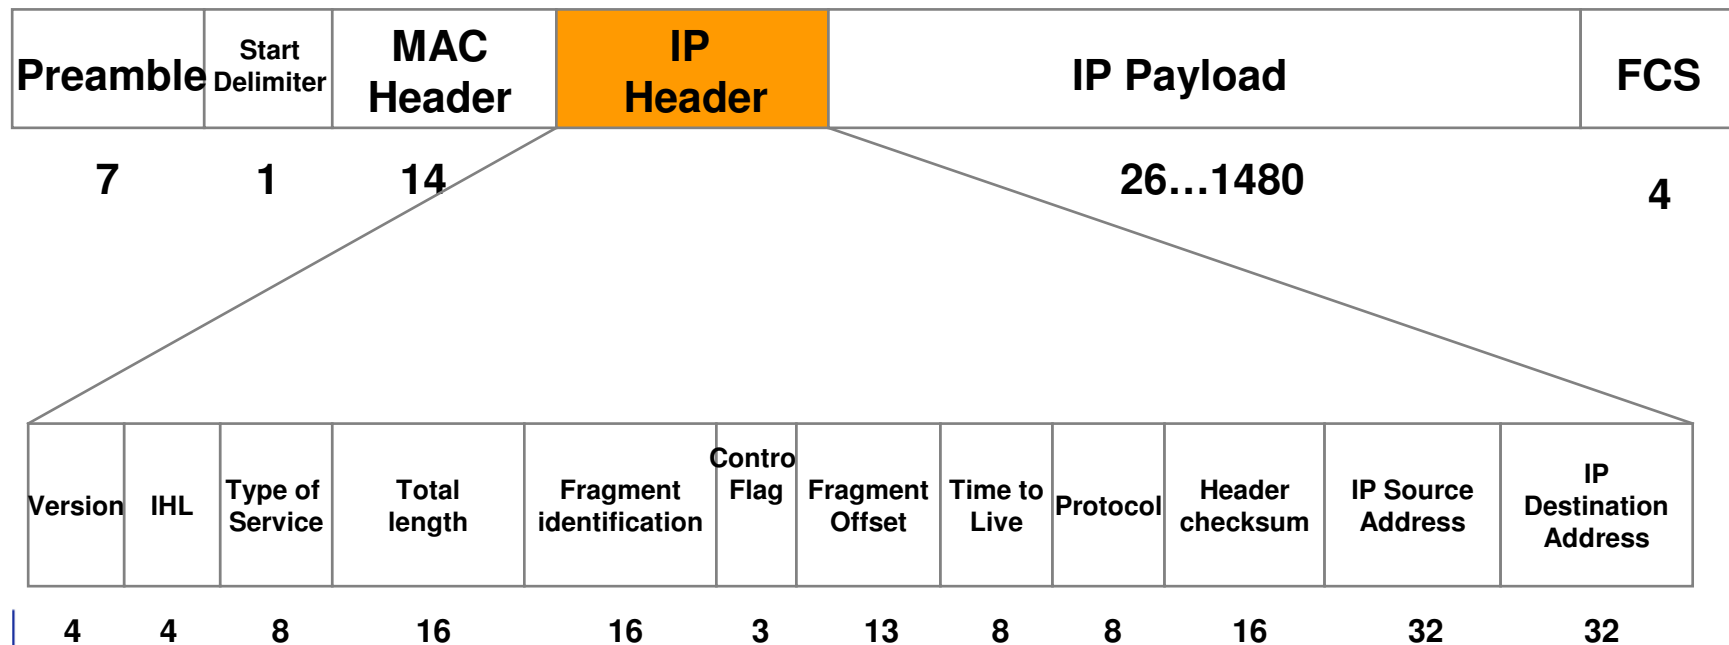 Preamble
Start
Delimiter
MAC
Header
IP
Header
IP Payload
FCS
7
1
14
26...1480
4
Version
IHL
Type of
Service
Total
length
Fragment
identification
Contro
Flag
Fragment
Offset
Time to
Live
Protocol
Header
checksum
IP Source
Address
IP
Destination
Address
4
4
8
16
16
3
13
8
8
16
32
32